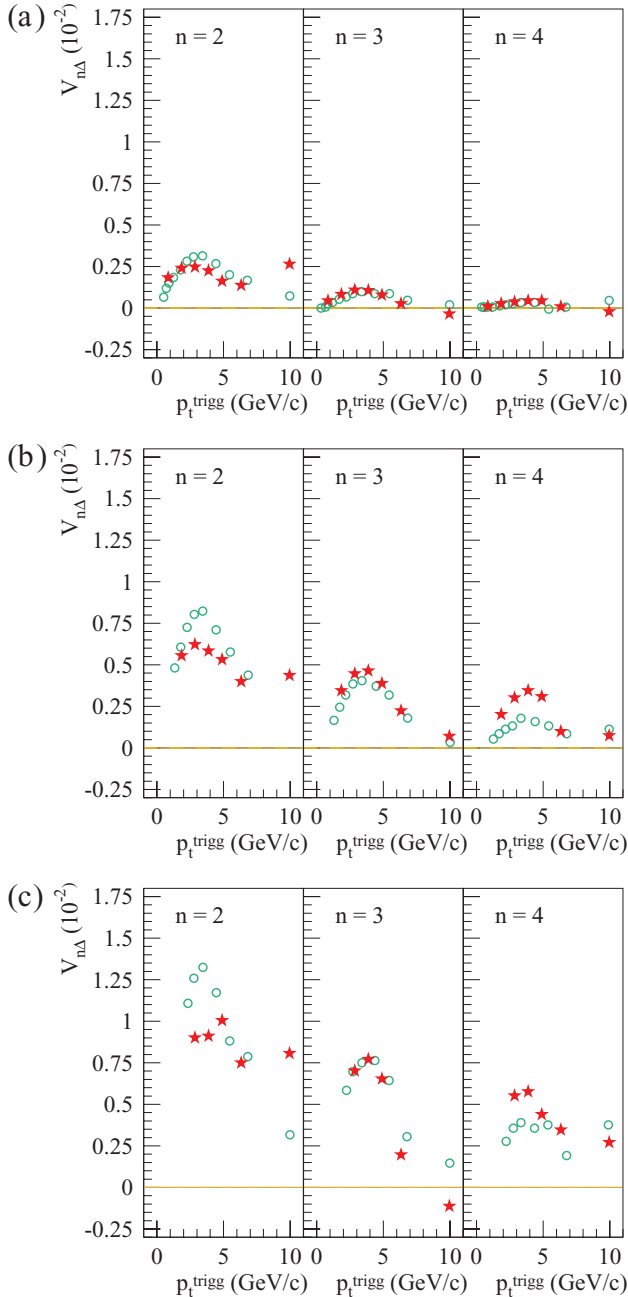 (a)
V_{nΔ} (10^{-2})
n = 2
n = 3
n = 4
1.75
1.5
1.25
1
0.75
0.5
0.25
0
-0.25
0 5 10 0 5 10 0 5 10
p_t^{trigg} (GeV/c) p_t^{trigg} (GeV/c) p_t^{trigg} (GeV/c)
(b)
V_{nΔ} (10^{-2})
n = 2
n = 3
n = 4
1.75
1.5
1.25
1
0.75
0.5
0.25
0
-0.25
0 5 10 0 5 10 0 5 10
p_t^{trigg} (GeV/c) p_t^{trigg} (GeV/c) p_t^{trigg} (GeV/c)
(c)
V_{nΔ} (10^{-2})
n = 2
n = 3
n = 4
1.75
1.5
1.25
1
0.75
0.5
0.25
0
-0.25
0 5 10 0 5 10 0 5 10
p_t^{trigg} (GeV/c) p_t^{trigg} (GeV/c) p_t^{trigg} (GeV/c)